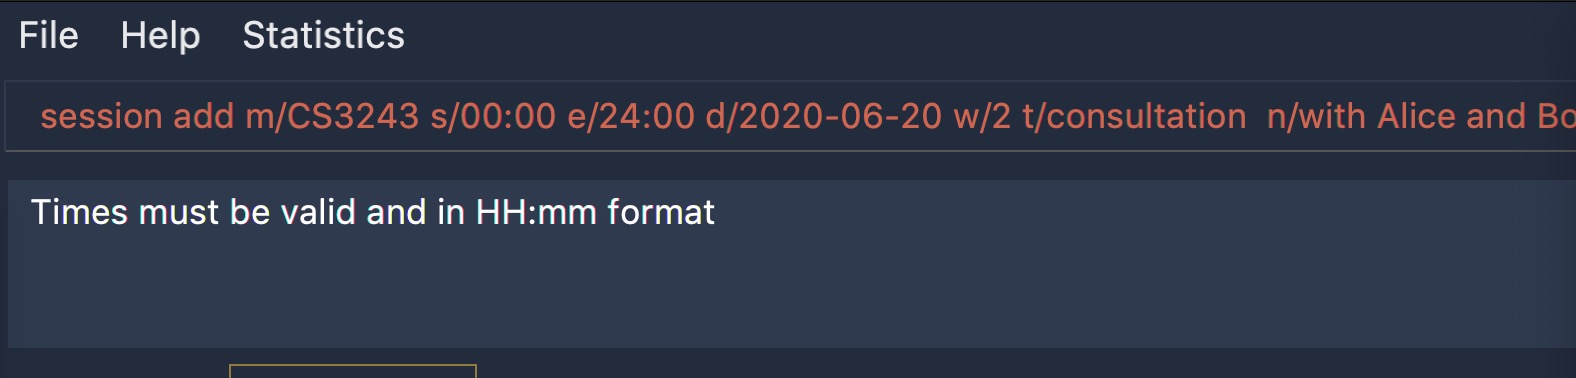 File Help Statistics
session add m/CS3243 s/00:00 e/24:00 d/2020-06-20 w/2 t/consultation  n/with Alice and
Times must be valid and in HH:mm format